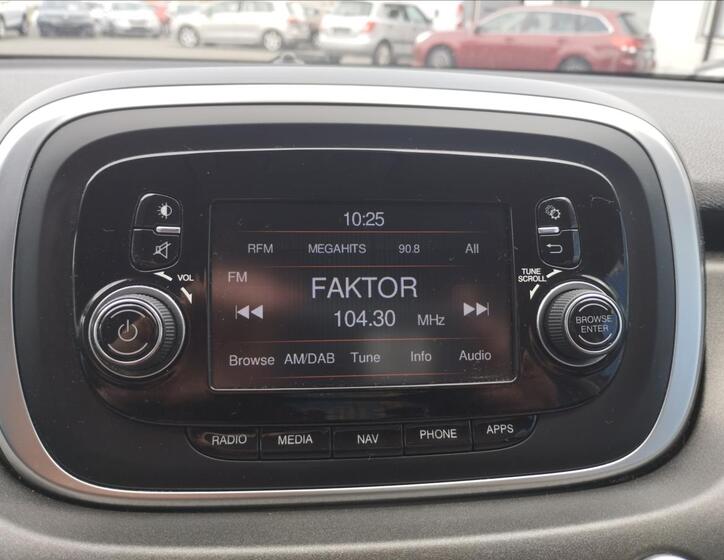 10:25
RFM MEGAHITS 90.8 All
FM
FAKTOR
104.30 MHz
Browse AM/DAB Tune Info Audio
VOL
TUNE
SCROLL
BROWSE
ENTER
RADIO MEDIA NAV PHONE APPS